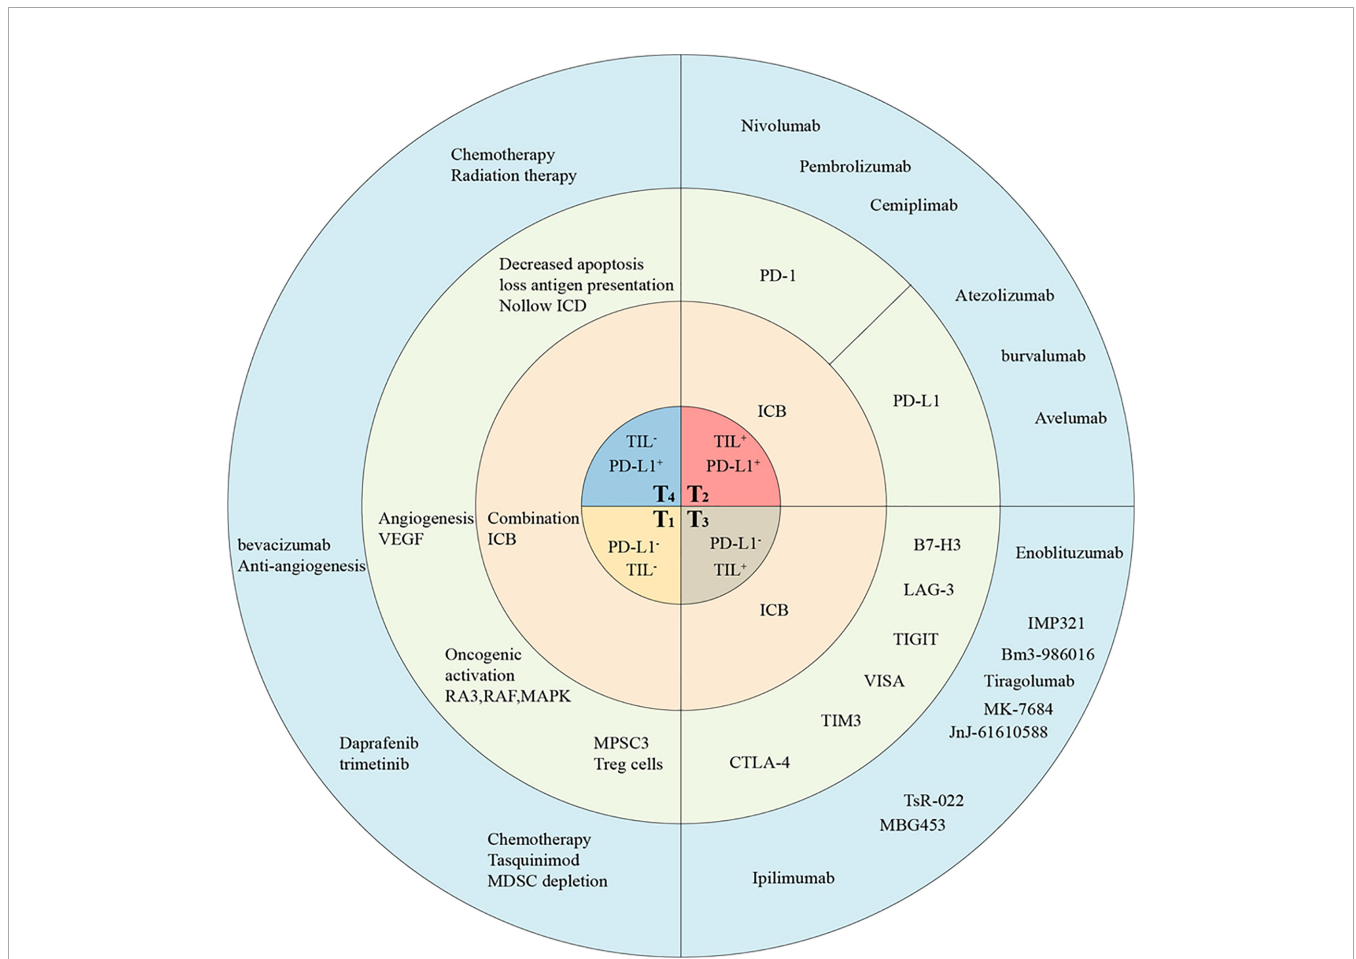 Nivolumab
Chemotherapy
Radiation therapy
Pembrolizumab
Cemiplimab
Decreased apoptosis
loss antigen presentation
Nollow ICD
PD-1
Atezolizumab
burvalumab
PD-L1
Avelumab
ICB
TIL-
PD-L1+
T4
TIL+
PD-L1+
T2
Angiogenesis
VEGF
Combination
ICB
bevacizumab
Anti-angiogenesis
T1
PD-L1-
TIL-
T3
PD-L1-
TIL+
ICB
B7-H3
Enoblituzumab
LAG-3
IMP321
TIGIT
Bm3-986016
VISA
Tiragolumab
MK-7684
JnJ-61610588
TIM3
Oncogenic
activation
RA3,RAF,MAPK
MPSC3
Treg cells
CTLA-4
Daprafenib
trimetinib
TsR-022
MBG453
Chemotherapy
Tasquinimod
MDSC depletion
Ipilimumab